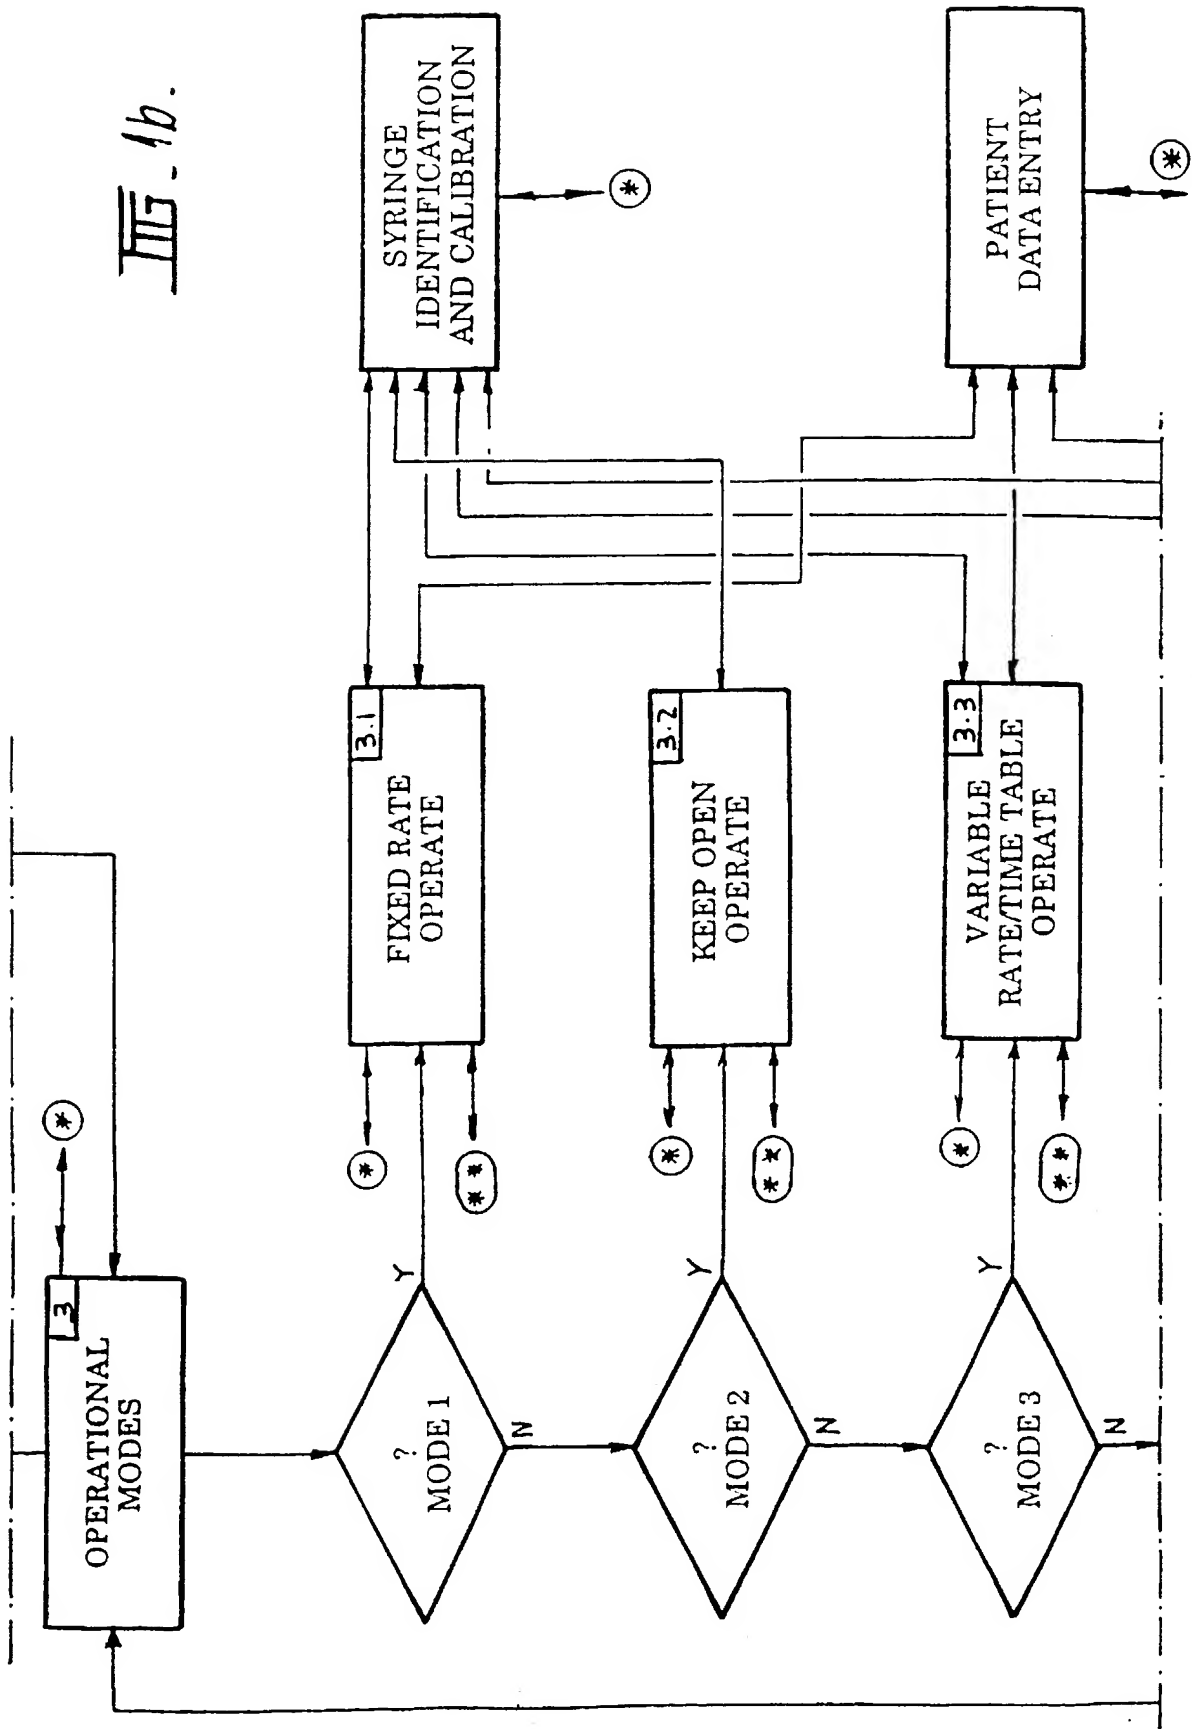 FIG. 1b.
3
OPERATIONAL
MODES
*
?
MODE 1
Y
N
*
**
3.1
FIXED RATE
OPERATE
SYRINGE
IDENTIFICATION
AND CALIBRATION
*
?
MODE 2
Y
N
*
**
3.2
KEEP OPEN
OPERATE
?
MODE 3
Y
N
*
**
3.3
VARIABLE
RATE/TIME TABLE
OPERATE
PATIENT
DATA ENTRY
*